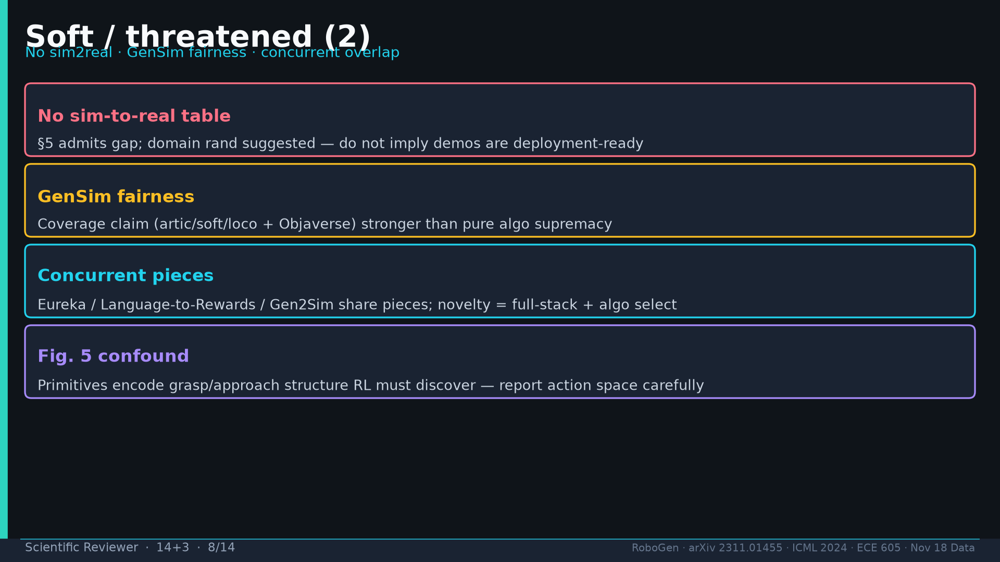 Soft / threatened (2)
No sim2real · GenSim fairness · concurrent overlap
No sim-to-real table
§5 admits gap; domain rand suggested — do not imply demos are deployment-ready
GenSim fairness
Coverage claim (artic/soft/loco + Objaverse) stronger than pure algo supremacy
Concurrent pieces
Eureka / Language-to-Rewards / Gen2Sim share pieces; novelty = full-stack + algo select
Fig. 5 confound
Primitives encode grasp/approach structure RL must discover — report action space carefully
Scientific Reviewer · 14+3 · 8/14
RoboGen · arXiv 2311.01455 · ICML 2024 · ECE 605 · Nov 18 Data